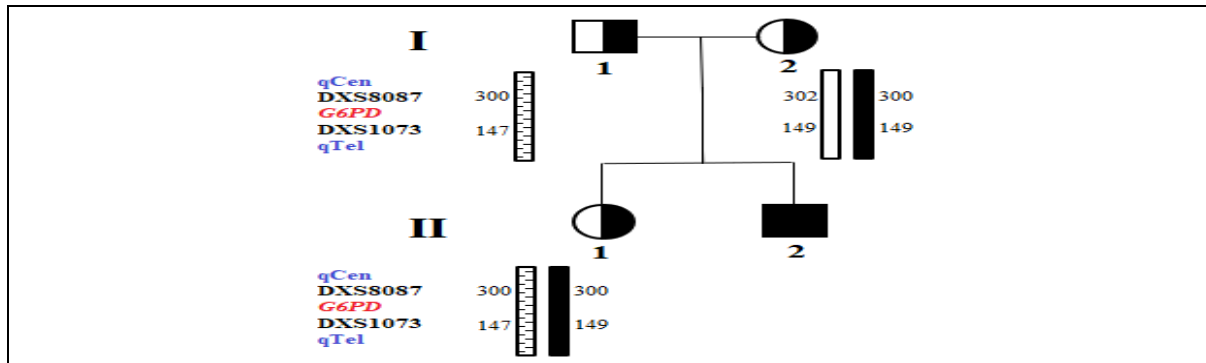 I
1
2
qCen
DXS8087 300 302 300
G6PD
DXS1073 147 149 149
qTel
II
1
2
qCen
DXS8087 300 300
G6PD
DXS1073 147 149
qTel